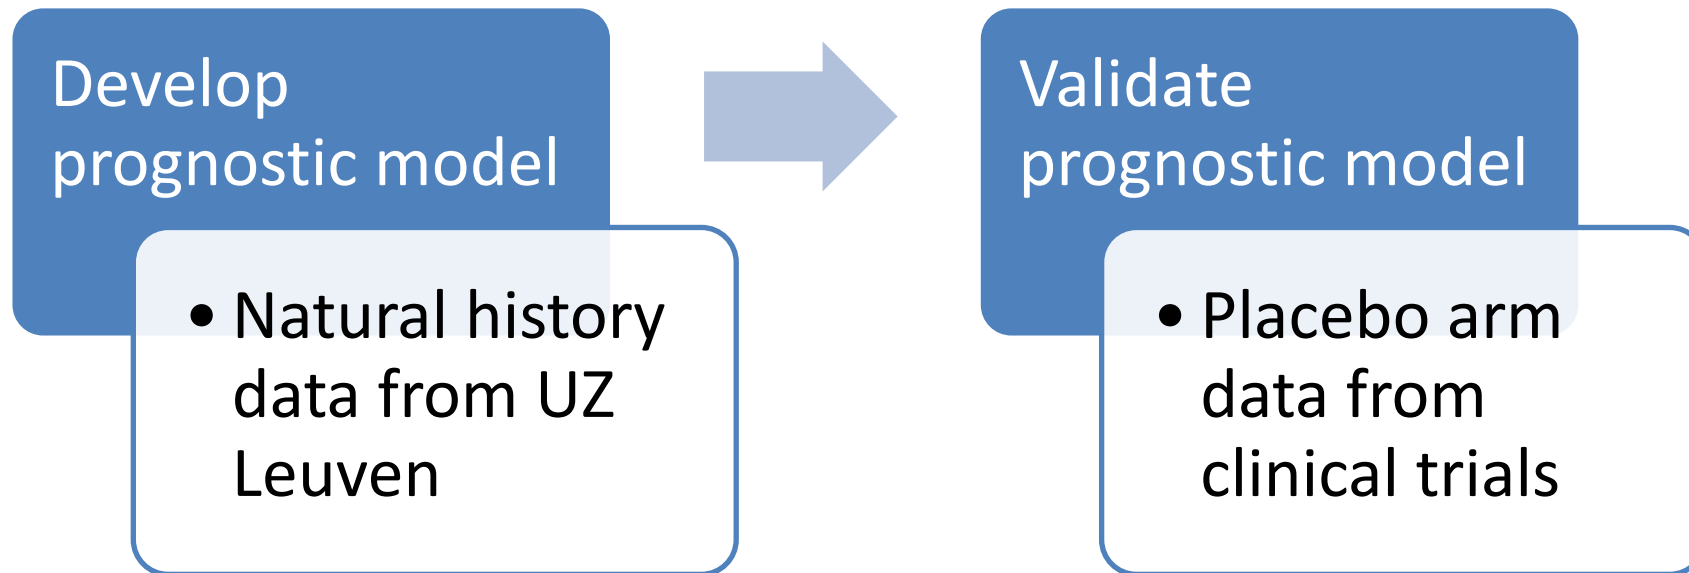 Develop
prognostic model
• Natural history
data from UZ
Leuven
Validate
prognostic model
• Placebo arm
data from
clinical trials